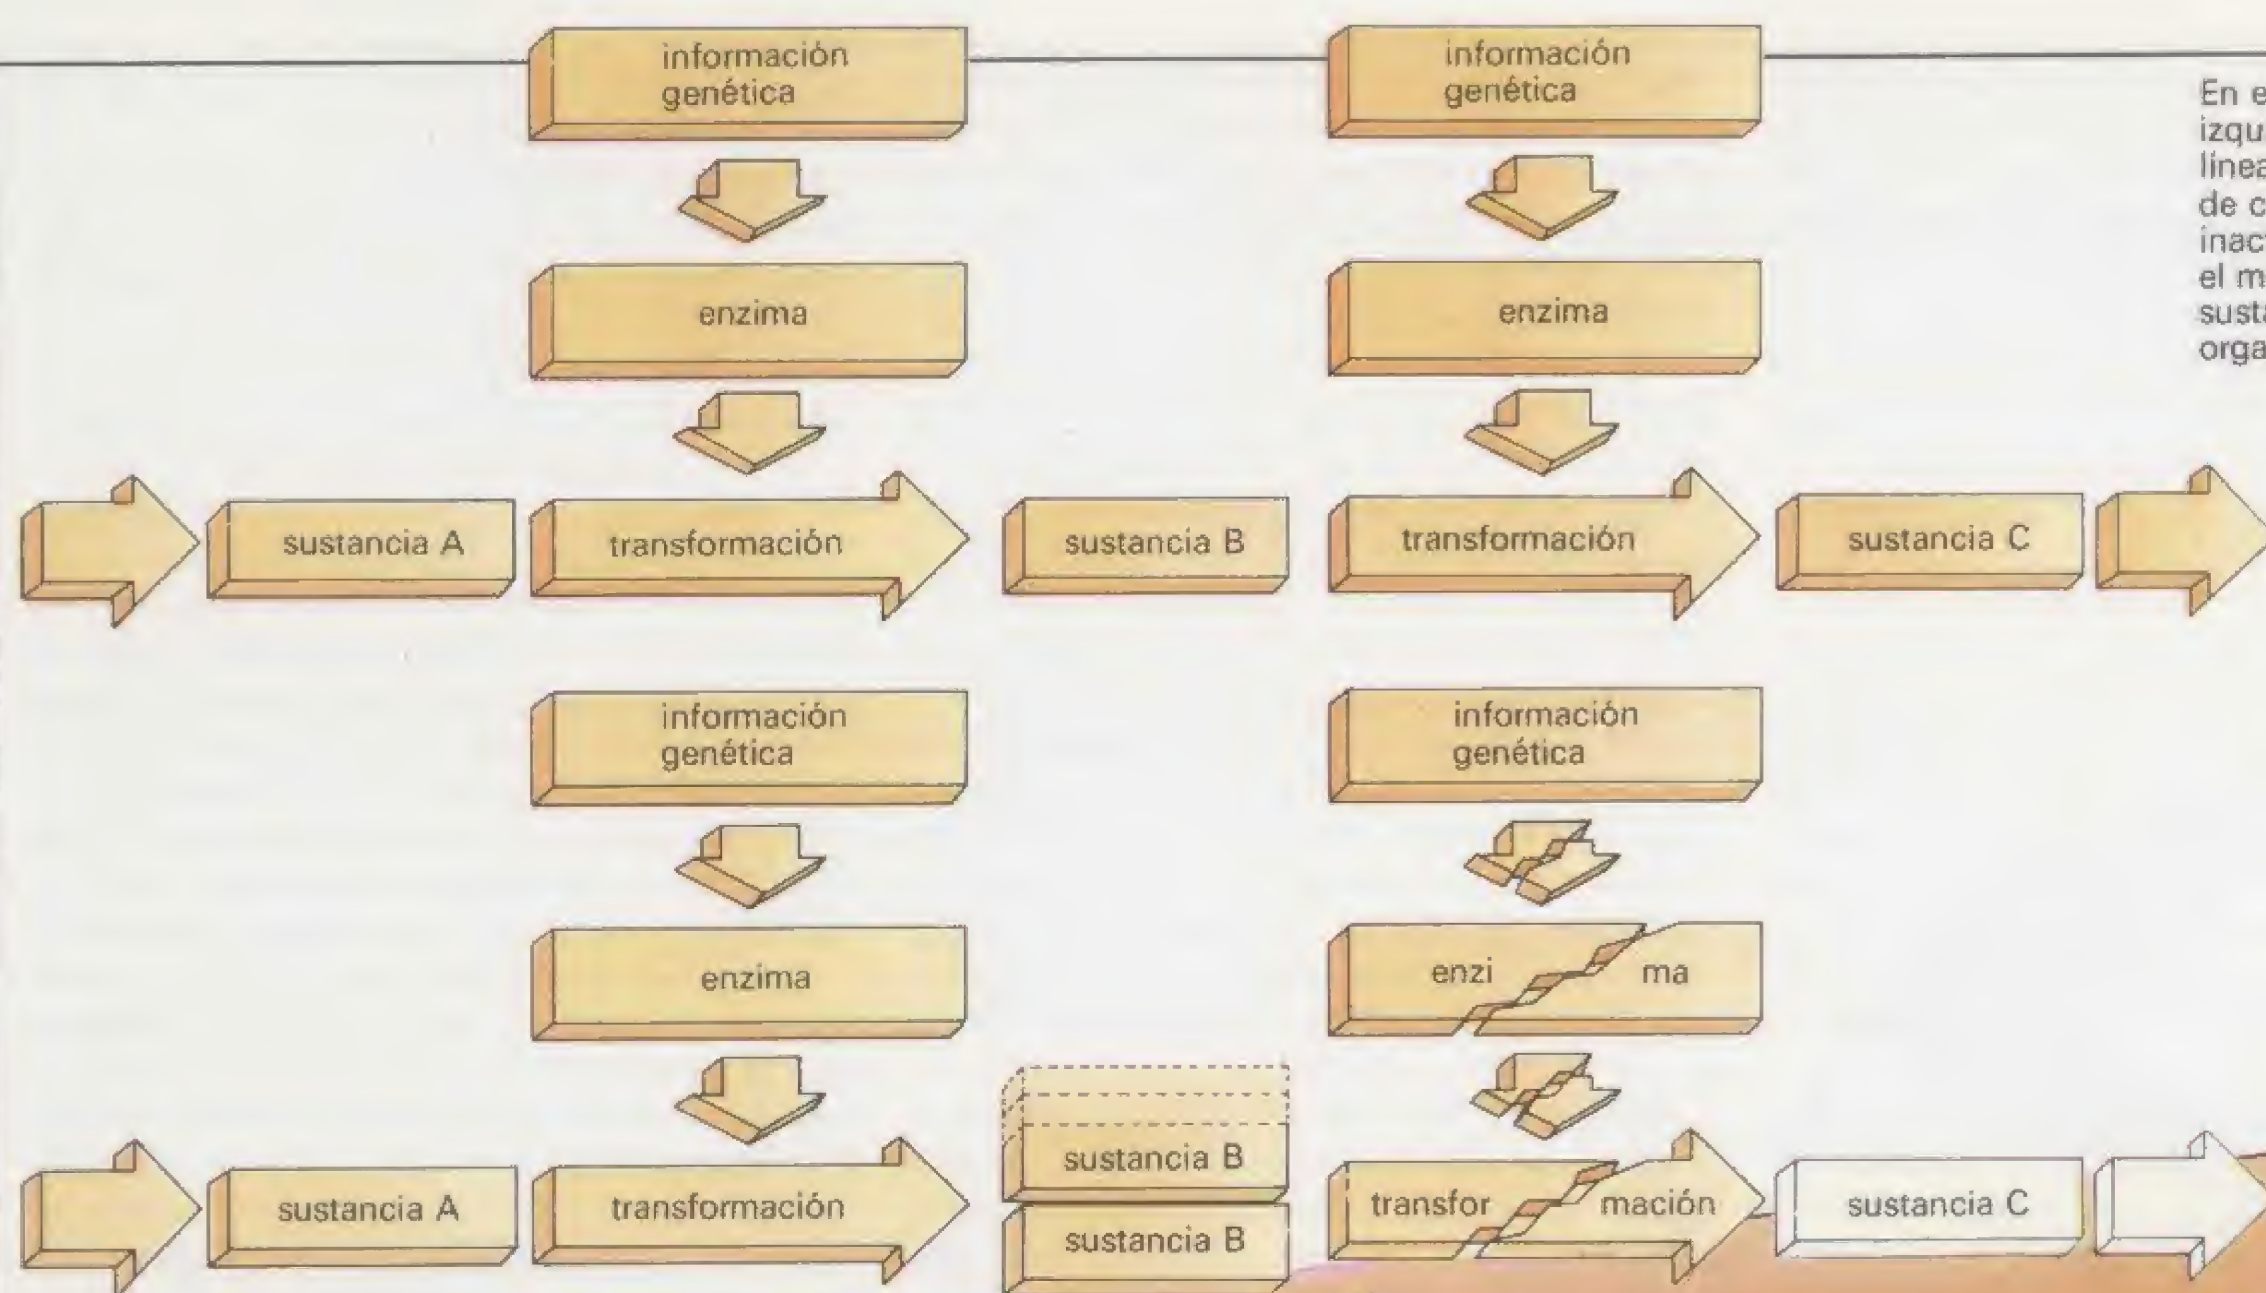 información
genética
información
genética
enzima
enzima
sustancia A
transformación
sustancia B
transformación
sustancia C
información
genética
información
genética
enzima
enzi ma
sustancia A
transformación
sustancia B
sustancia B
transfor mación
sustancia C
En e
izqu
línea
de c
inac
el m
susta
orga